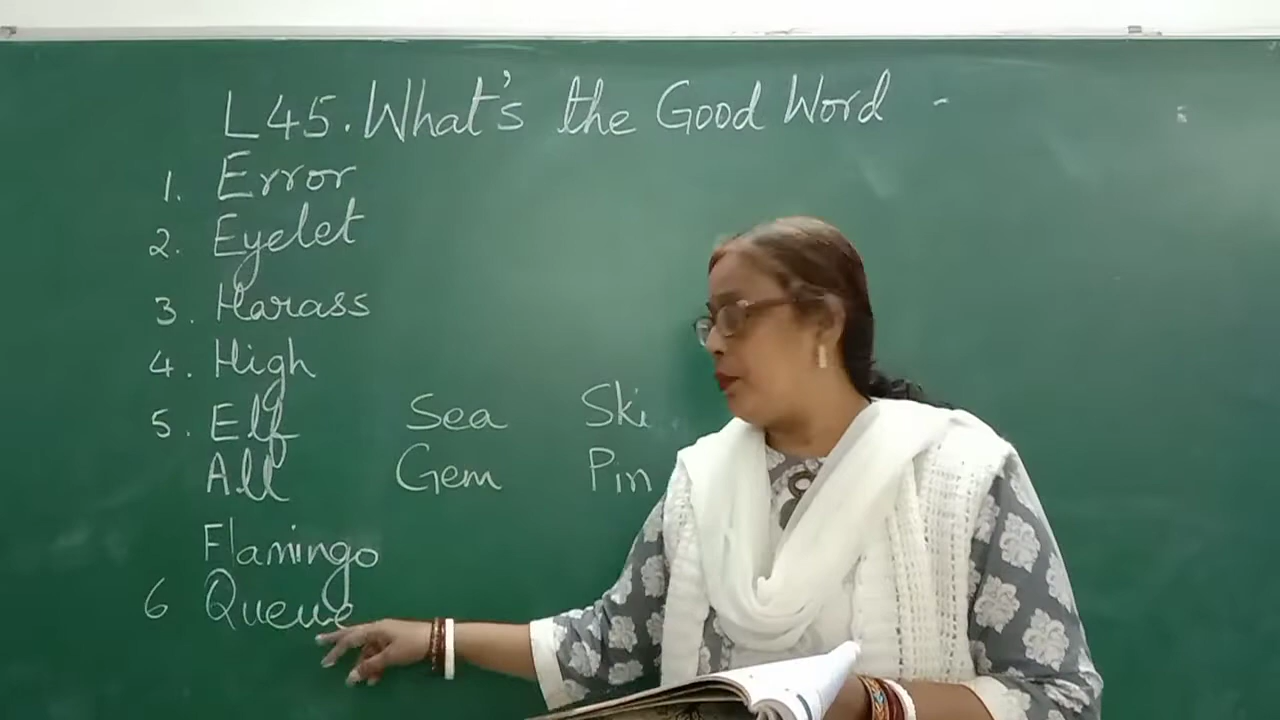 L45. What's the Good Word -
1. Error
2. Eyelet
3. Harass
4. High
5. Elf Sea Ski
All Gem Pin
Flamingo
6 Queue